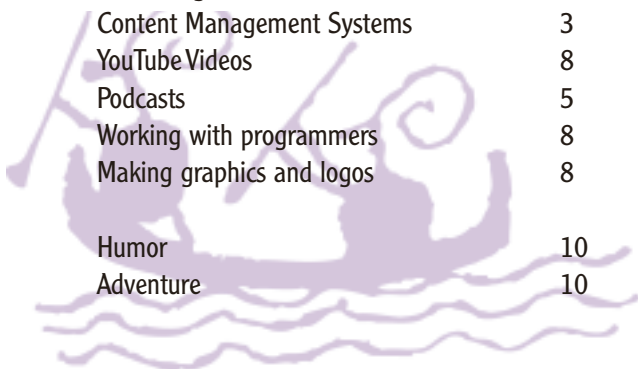 Content Management Systems 3
YouTube Videos 8
Podcasts 5
Working with programmers 8
Making graphics and logos 8
Humor 10
Adventure 10